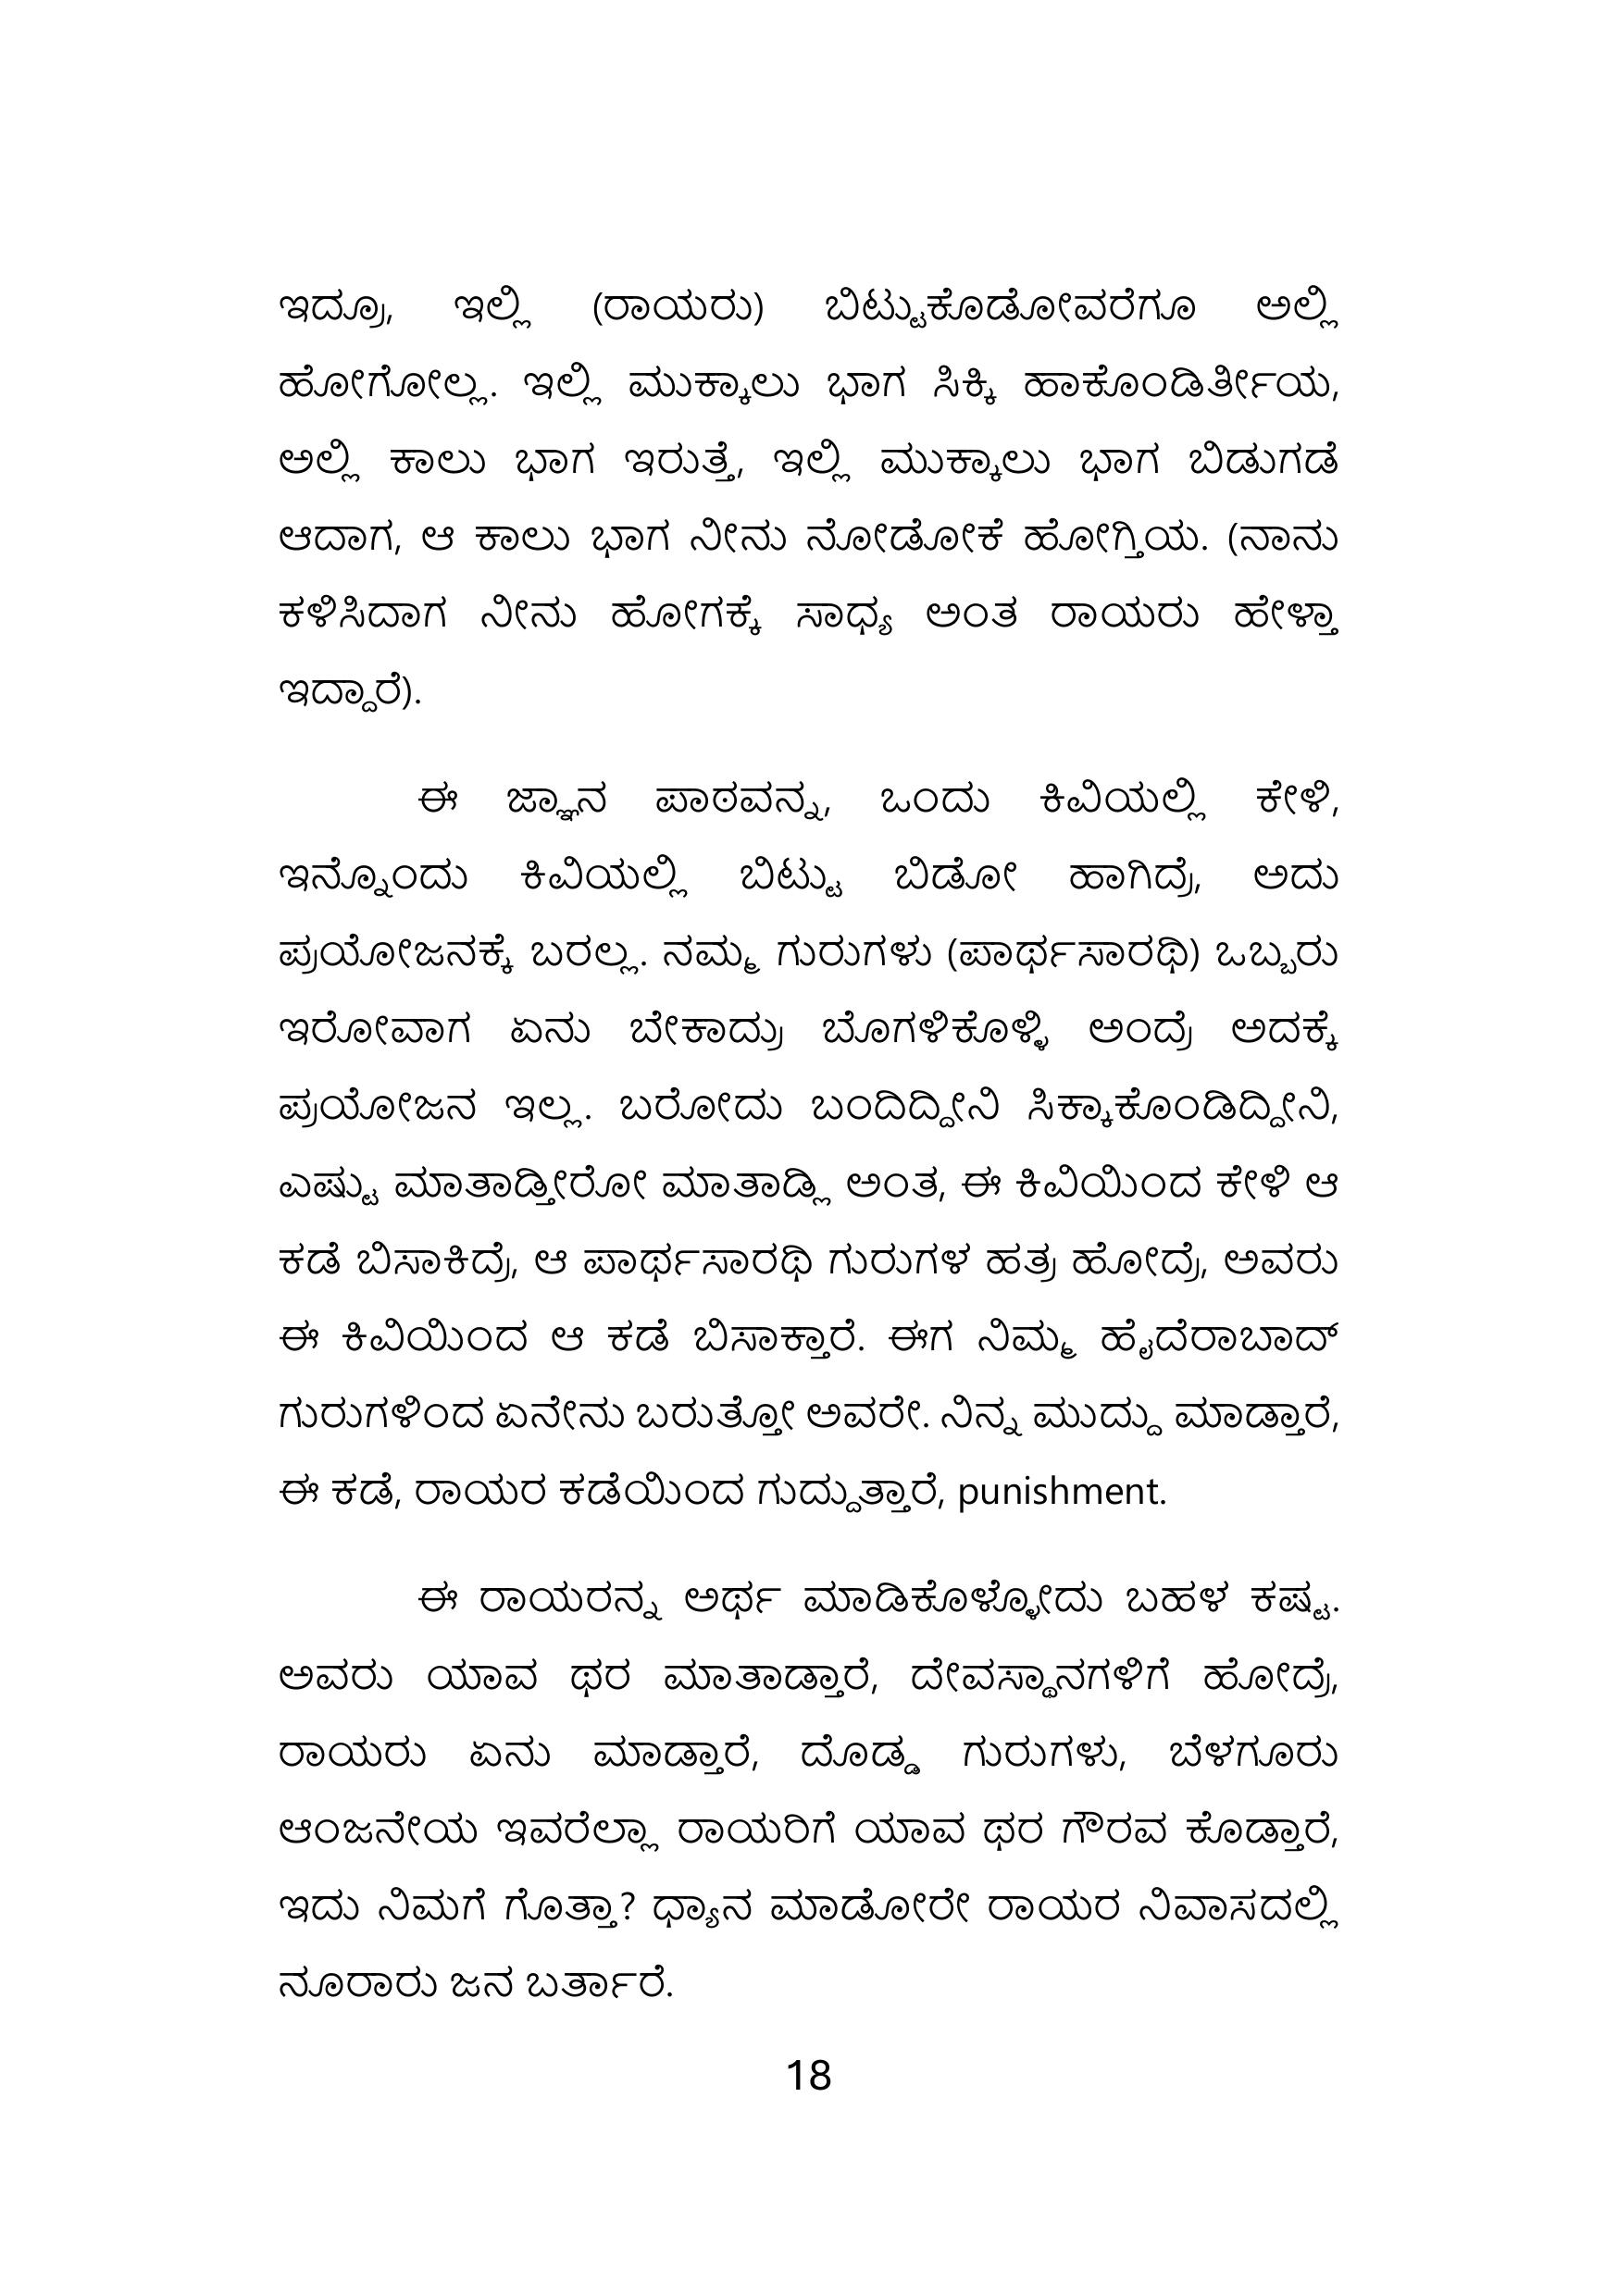 ಇದ್ರೂ, ಇಲ್ಲಿ (ರಾಯರು) ಬಿಟ್ಟುಕೊಡೋವರೆಗೂ ಅಲ್ಲಿ
ಹೋಗೋಲ್ಲ. ಇಲ್ಲಿ ಮುಕ್ಕಾಲು ಭಾಗ ಸಿಕ್ಕಿ ಹಾಕೊಂಡಿರ್ತೀಯ,
ಅಲ್ಲಿ ಕಾಲು ಭಾಗ ಇರುತ್ತೆ, ಇಲ್ಲಿ ಮುಕ್ಕಾಲು ಭಾಗ ಬಿಡುಗಡೆ
ಆದಾಗ, ಆ ಕಾಲು ಭಾಗ ನೀನು ನೋಡೋಕೆ ಹೋಗ್ತಿಯ. (ನಾನು
ಕಳಿಸಿದಾಗ ನೀನು ಹೋಗಕ್ಕೆ ಸಾಧ್ಯ ಅಂತ ರಾಯರು ಹೇಳ್ತಾ
ಇದ್ದಾರೆ).
ಈ ಜ್ಞಾನ ಪಾಠವನ್ನ, ಒಂದು ಕಿವಿಯಲ್ಲಿ ಕೇಳಿ,
ಇನ್ನೊಂದು ಕಿವಿಯಲ್ಲಿ ಬಿಟ್ಟು ಬಿಡೋ ಹಾಗಿದ್ರೆ, ಅದು
ಪ್ರಯೋಜನಕ್ಕೆ ಬರಲ್ಲ. ನಮ್ಮ ಗುರುಗಳು (ಪಾರ್ಥಸಾರಥಿ) ಒಬ್ಬರು
ಇರೋವಾಗ ಏನು ಬೇಕಾದ್ರು ಬೊಗಳಿಕೊಳ್ಳಿ ಅಂದ್ರೆ ಅದಕ್ಕೆ
ಪ್ರಯೋಜನ ಇಲ್ಲ. ಬರೋದು ಬಂದಿದ್ದೀನಿ ಸಿಕ್ಕಾಕೊಂಡಿದ್ದೀನಿ,
ಎಷ್ಟು ಮಾತಾಡ್ತೀರೋ ಮಾತಾಡ್ಲಿ ಅಂತ, ಈ ಕಿವಿಯಿಂದ ಕೇಳಿ ಆ
ಕಡೆ ಬಿಸಾಕಿದ್ರೆ, ಆ ಪಾರ್ಥಸಾರಥಿ ಗುರುಗಳ ಹತ್ರ ಹೋದ್ರೆ, ಅವರು
ಈ ಕಿವಿಯಿಂದ ಆ ಕಡೆ ಬಿಸಾಕ್ತಾರೆ. ಈಗ ನಿಮ್ಮ ಹೈದೆರಾಬಾದ್
ಗುರುಗಳಿಂದ ಏನೇನು ಬರುತ್ತೋ ಅವರೇ. ನಿನ್ನ ಮುದ್ದು ಮಾಡ್ತಾರೆ,
ಈ ಕಡೆ, ರಾಯರ ಕಡೆಯಿಂದ ಗುದ್ದುತ್ತಾರೆ, punishment.
ಈ ರಾಯರನ್ನ ಅರ್ಥ ಮಾಡಿಕೊಳ್ಳೋದು ಬಹಳ ಕಷ್ಟ.
ಅವರು ಯಾವ ಥರ ಮಾತಾಡ್ತಾರೆ, ದೇವಸ್ಥಾನಗಳಿಗೆ ಹೋದ್ರೆ,
ರಾಯರು ಏನು ಮಾಡ್ತಾರೆ, ದೊಡ್ಡ ಗುರುಗಳು, ಬೆಳಗೂರು
ಆಂಜನೇಯ ಇವರೆಲ್ಲಾ ರಾಯರಿಗೆ ಯಾವ ಥರ ಗೌರವ ಕೊಡ್ತಾರೆ,
ಇದು ನಿಮಗೆ ಗೊತ್ತಾ? ಧ್ಯಾನ ಮಾಡೋರೇ ರಾಯರ ನಿವಾಸದಲ್ಲಿ
ನೂರಾರು ಜನ ಬರ್ತಾರೆ.
18